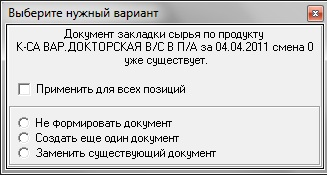 Выберите нужный вариант
Документ закладки сырья по продукту
К-СА ВАР.ДОКТОРСКАЯ В/С В П/А за 04.04.2011 смена 0
уже существует.
Применить для всех позиций
Не формировать документ
Создать еще один документ
Заменить существующий документ